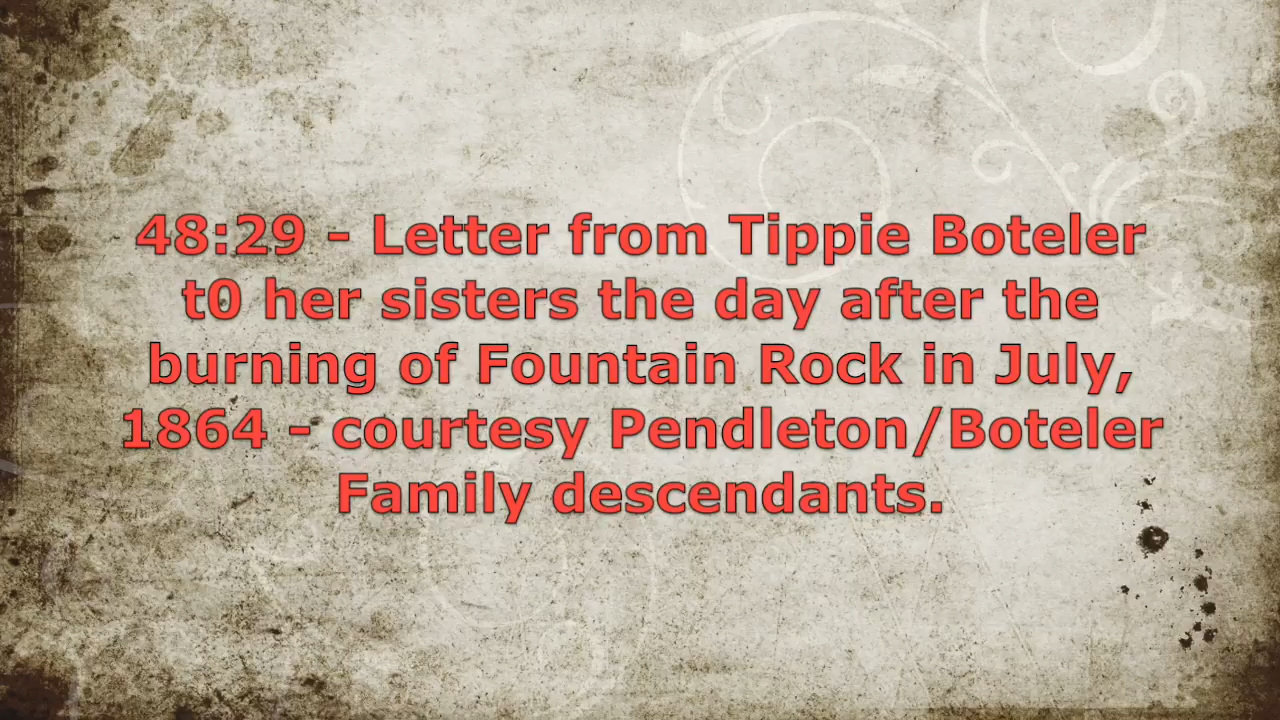 48:29 - Letter from Tippie Boteler
t0 her sisters the day after the
burning of Fountain Rock in July,
1864 - courtesy Pendleton/Boteler
Family descendants.